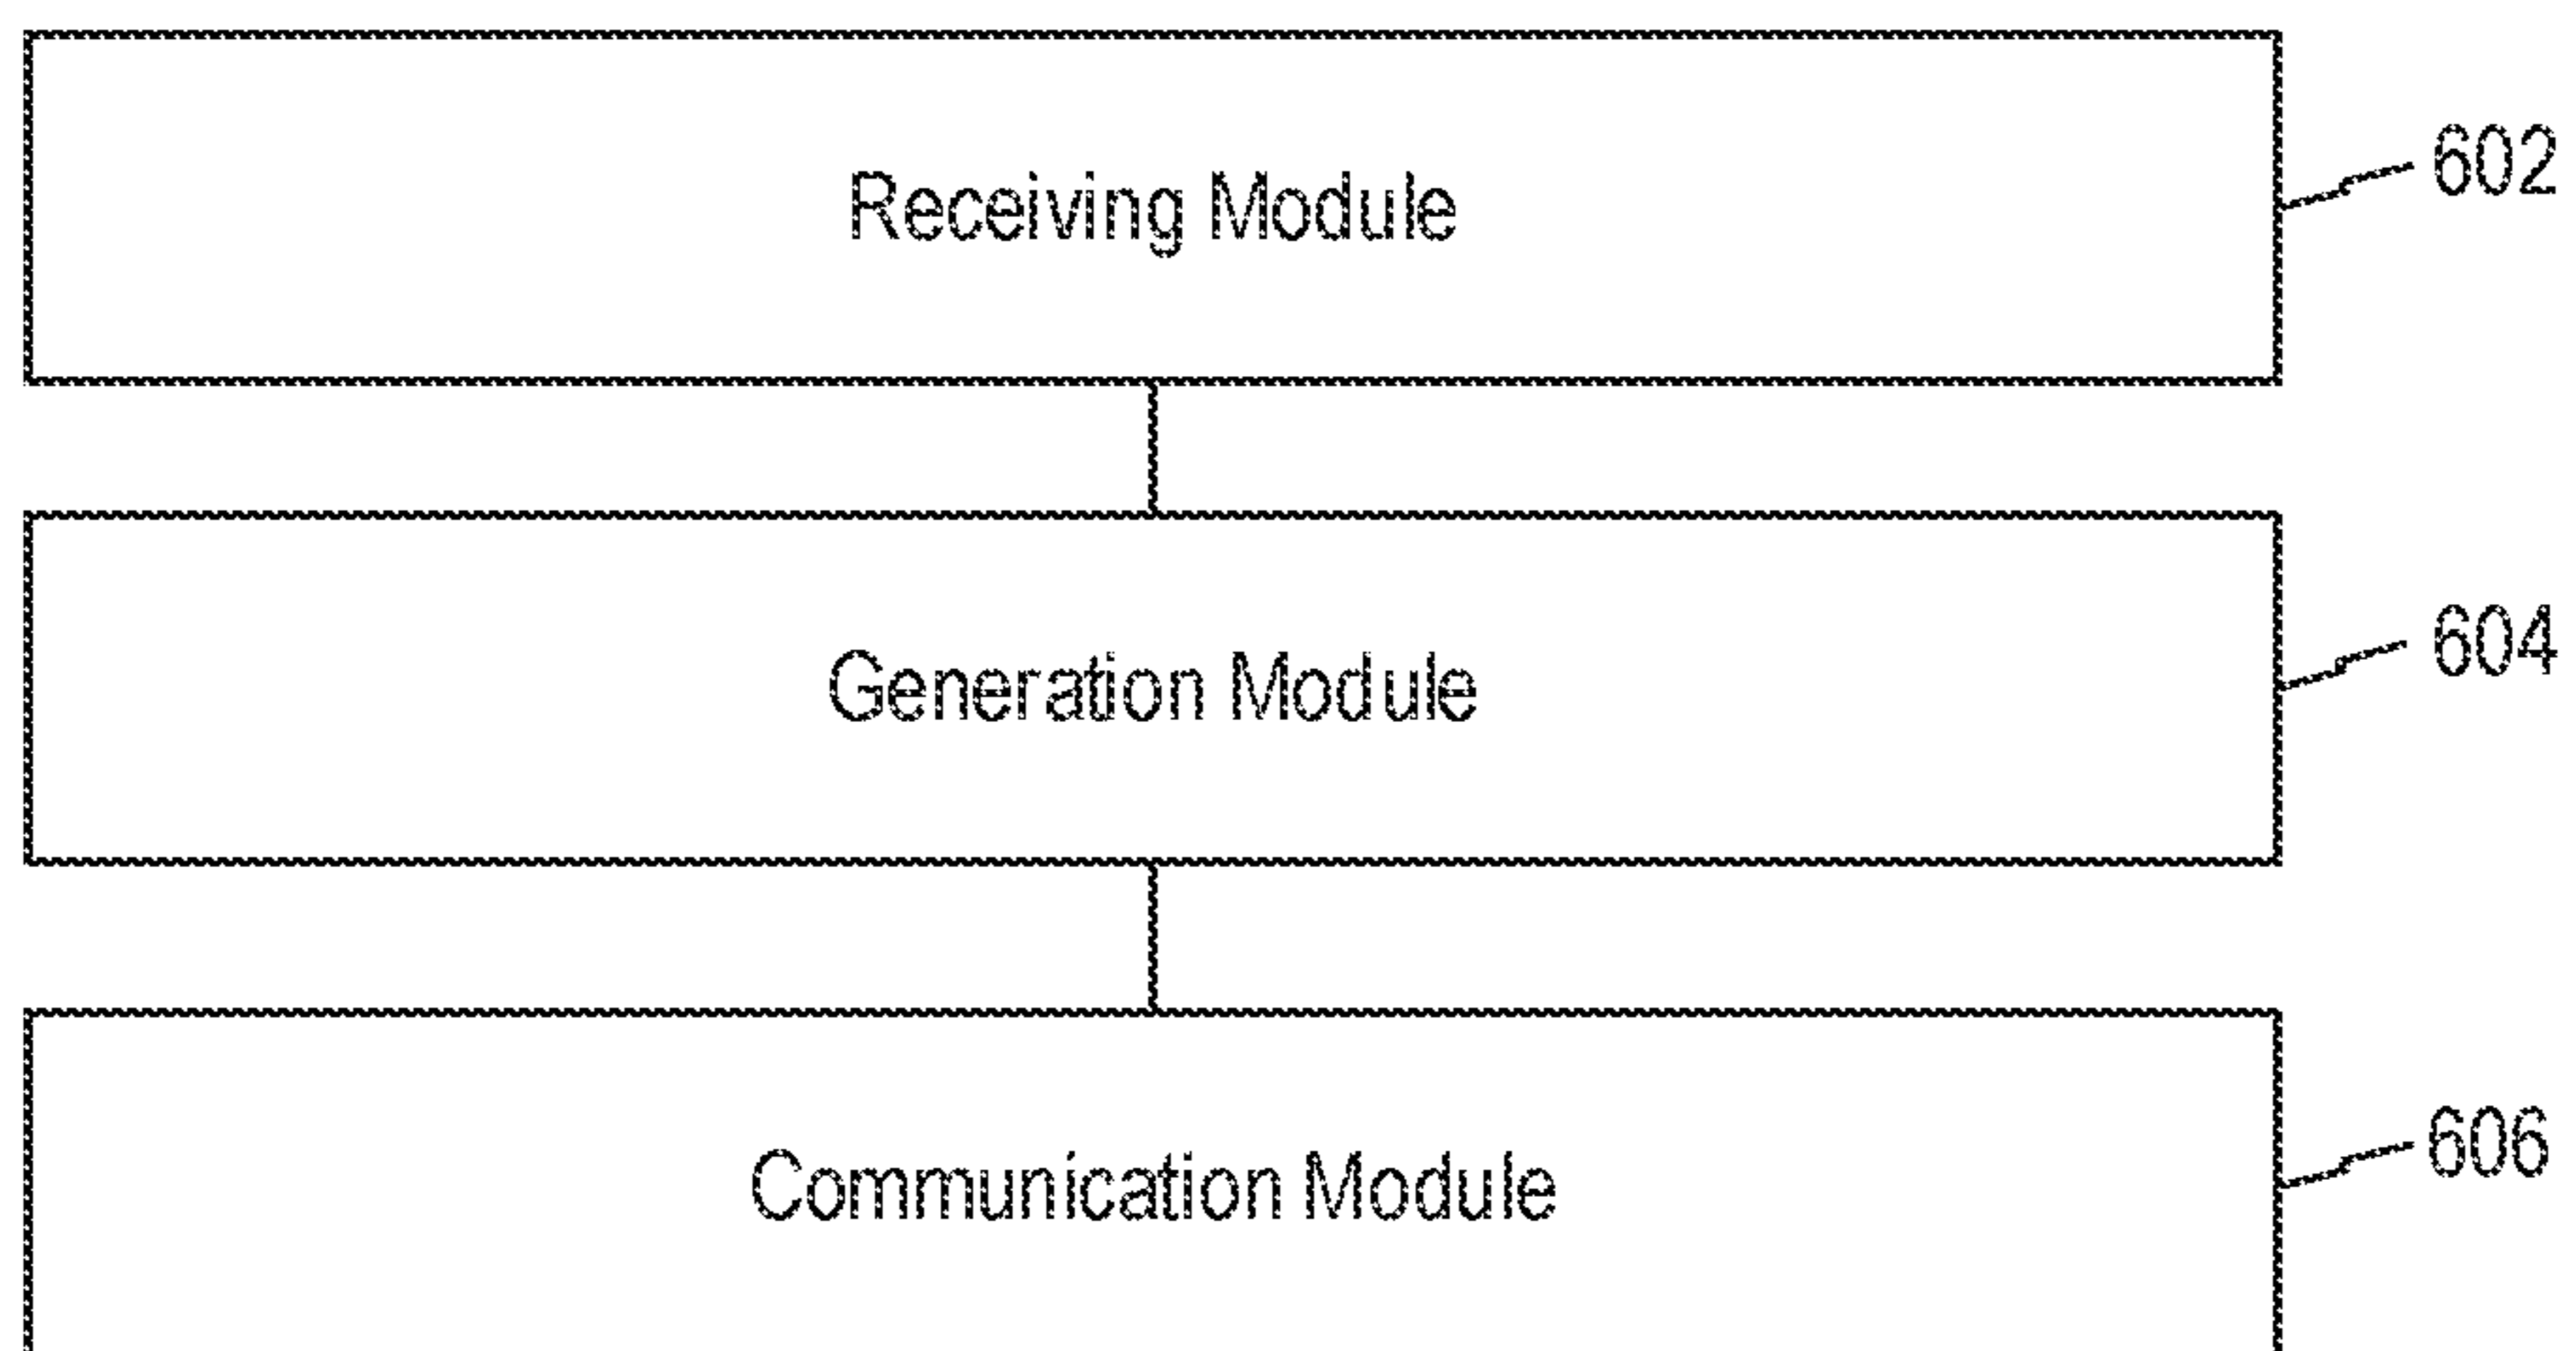 Receiving Module
602
Generation Module
604
Communication Module
606